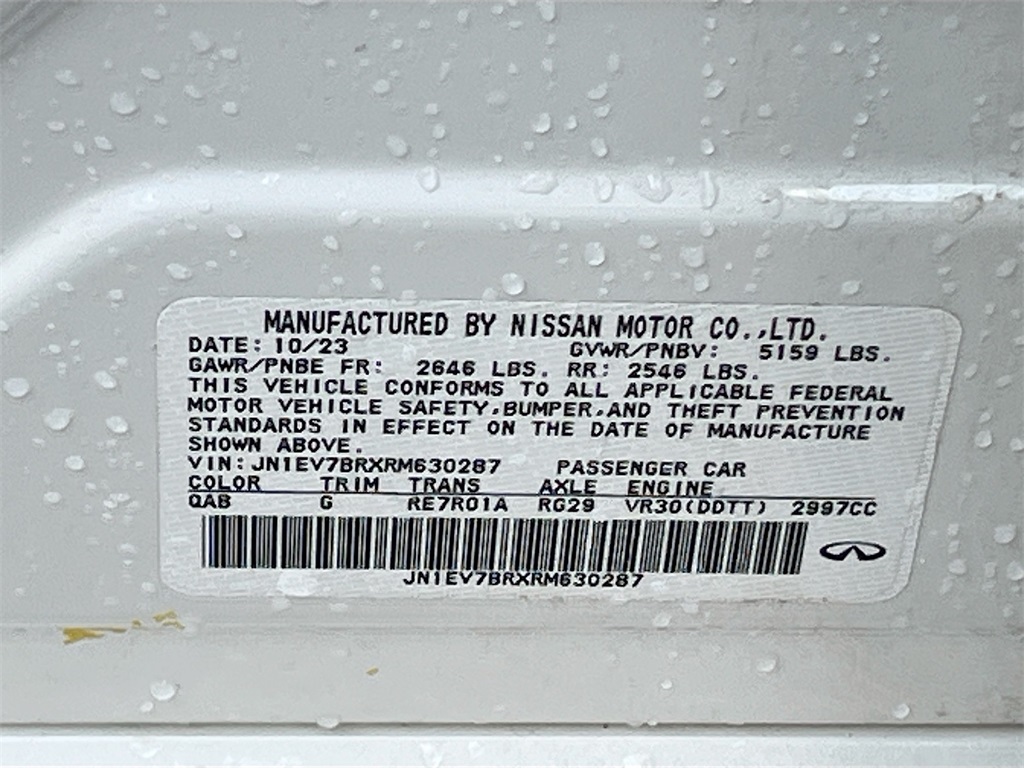 MANUFACTURED BY NISSAN MOTOR CO.,LTD.
DATE: 10/23 GVWR/PNBV: 5159 LBS.
GAWR/PNBE FR: 2646 LBS. RR: 2546 LBS.
THIS VEHICLE CONFORMS TO ALL APPLICABLE FEDERAL
MOTOR VEHICLE SAFETY,BUMPER,AND THEFT PREVENTION
STANDARDS IN EFFECT ON THE DATE OF MANUFACTURE
SHOWN ABOVE.
VIN: JN1EV7BRXRM630287 PASSENGER CAR
COLOR TRIM TRANS AXLE ENGINE
QAB G RE7R01A RG29 VR30(DDTT) 2997CC
JN1EV7BRXRM630287